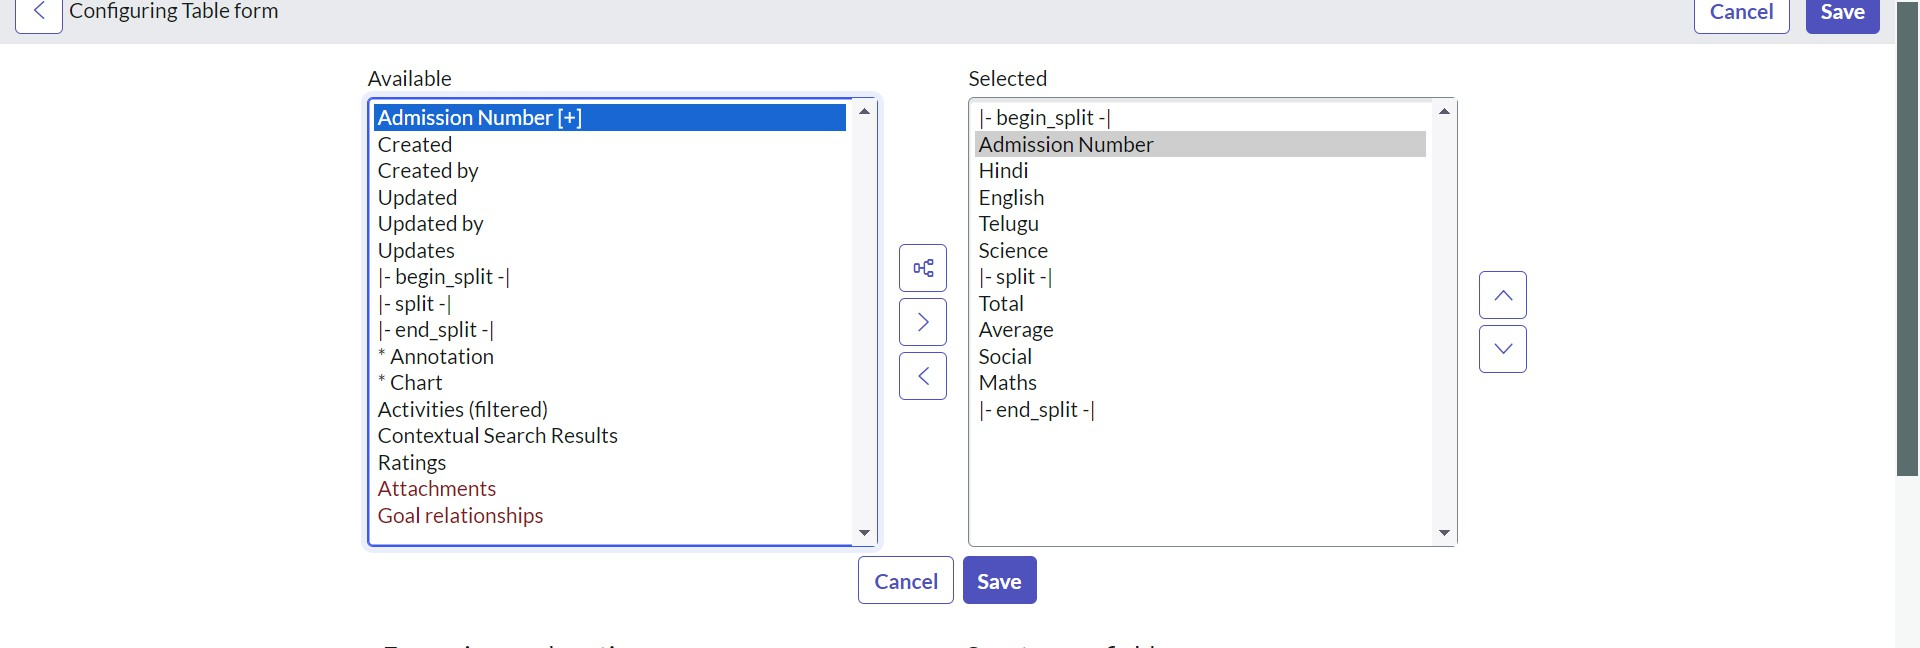 Configuring Table form
Cancel
Save
Available
Admission Number [+]
Created
Created by
Updated
Updated by
Updates
|- begin_split -|
|- split -|
|- end_split -|
* Annotation
* Chart
Activities (filtered)
Contextual Search Results
Ratings
Attachments
Goal relationships
Selected
|- begin_split -|
Admission Number
Hindi
English
Telugu
Science
|- split -|
Total
Average
Social
Maths
|- end_split -|
Cancel
Save